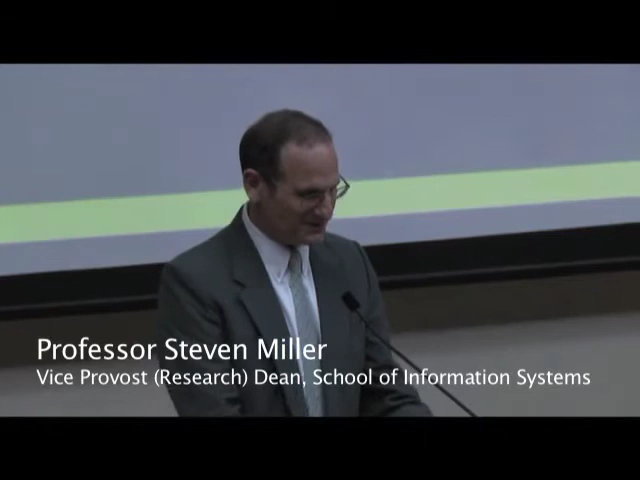 Professor Steven Miller
Vice Provost (Research) Dean, School of Information Systems